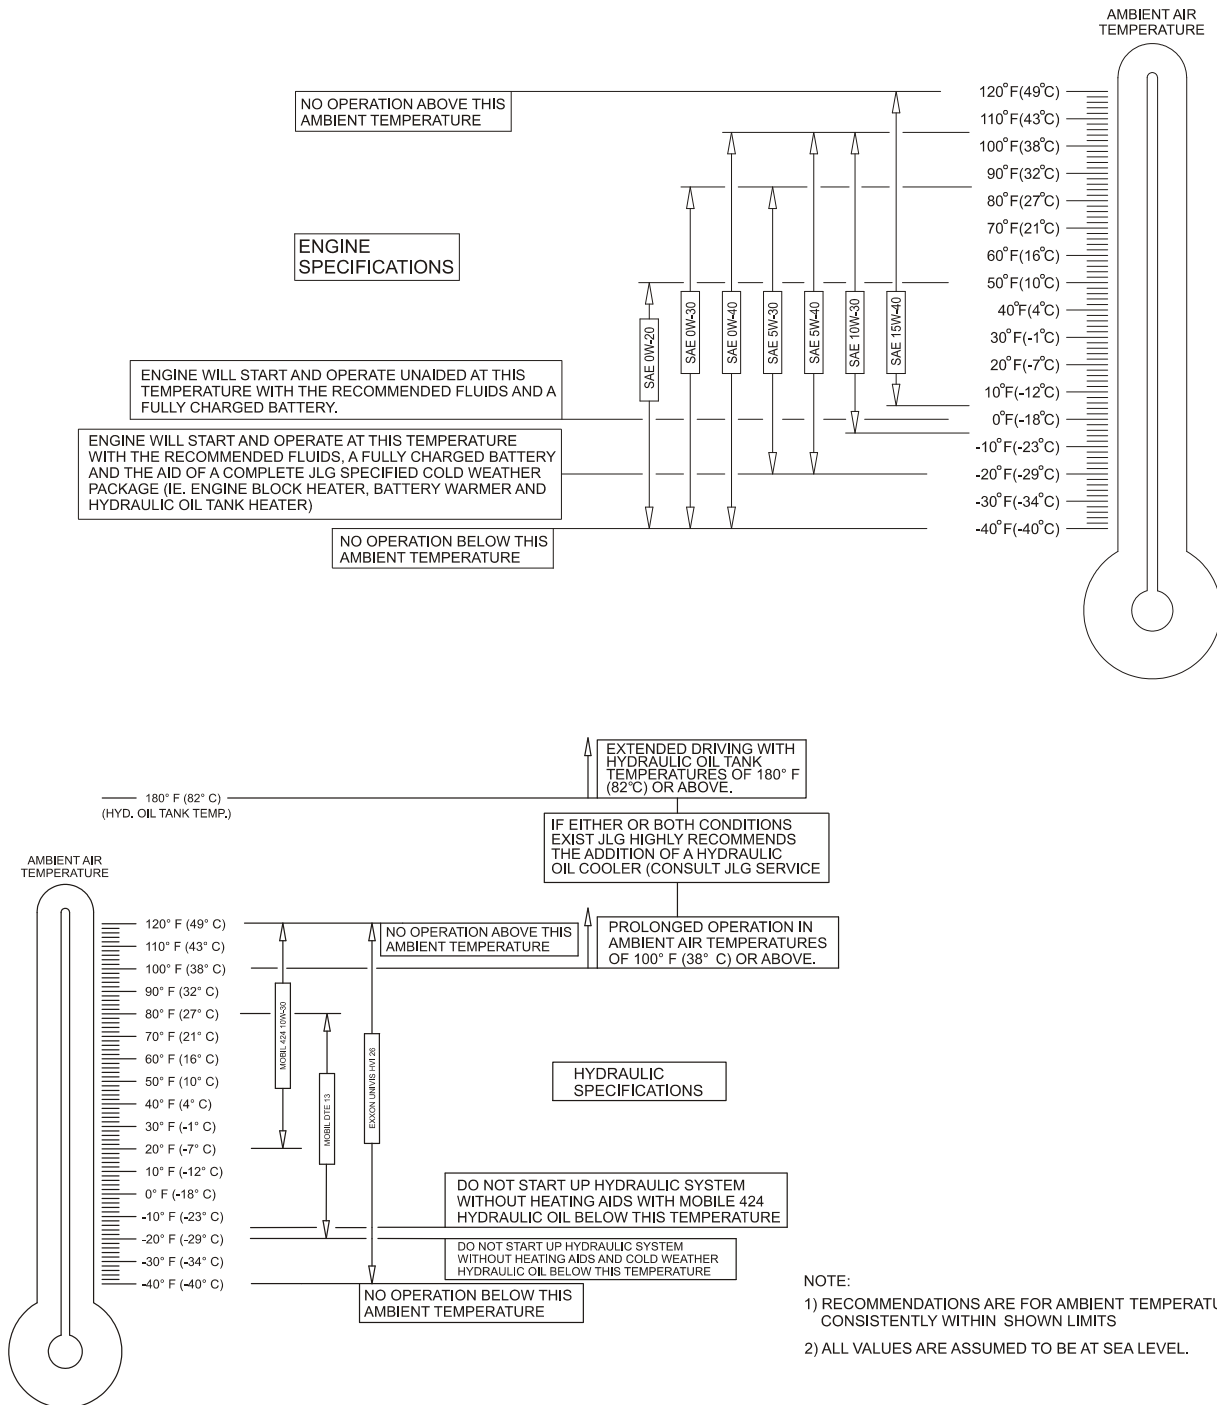 AMBIENT AIR
TEMPERATURE
NO OPERATION ABOVE THIS
AMBIENT TEMPERATURE
120°F(49°C)
110°F(43°C)
100°F(38°C)
90°F(32°C)
80°F(27°C)
70°F(21°C)
60°F(16°C)
50°F(10°C)
40°F(4°C)
30°F(-1°C)
20°F(-7°C)
10°F(-12°C)
0°F(-18°C)
-10°F(-23°C)
-20°F(-29°C)
-30°F(-34°C)
-40°F(-40°C)
ENGINE
SPECIFICATIONS
SAE 0W-20
SAE 0W-30
SAE 0W-40
SAE 5W-30
SAE 5W-40
SAE 10W-30
SAE 15W-40
ENGINE WILL START AND OPERATE UNAIDED AT THIS
TEMPERATURE WITH THE RECOMMENDED FLUIDS AND A
FULLY CHARGED BATTERY.
ENGINE WILL START AND OPERATE AT THIS TEMPERATURE
WITH THE RECOMMENDED FLUIDS, A FULLY CHARGED BATTERY
AND THE AID OF A COMPLETE JLG SPECIFIED COLD WEATHER
PACKAGE (IE. ENGINE BLOCK HEATER, BATTERY WARMER AND
HYDRAULIC OIL TANK HEATER)
NO OPERATION BELOW THIS
AMBIENT TEMPERATURE
EXTENDED DRIVING WITH
HYDRAULIC OIL TANK
TEMPERATURES OF 180° F
(82°C) OR ABOVE.
180° F (82° C)
(HYD. OIL TANK TEMP.)
IF EITHER OR BOTH CONDITIONS
EXIST JLG HIGHLY RECOMMENDS
THE ADDITION OF A HYDRAULIC
OIL COOLER (CONSULT JLG SERVICE
AMBIENT AIR
TEMPERATURE
PROLONGED OPERATION IN
AMBIENT AIR TEMPERATURES
OF 100° F (38° C) OR ABOVE.
NO OPERATION ABOVE THIS
AMBIENT TEMPERATURE
120° F (49° C)
110° F (43° C)
100° F (38° C)
90° F (32° C)
80° F (27° C)
70° F (21° C)
60° F (16° C)
50° F (10° C)
40° F (4° C)
30° F (-1° C)
20° F (-7° C)
10° F (-12° C)
0° F (-18° C)
-10° F (-23° C)
-20° F (-29° C)
-30° F (-34° C)
-40° F (-40° C)
MOBIL 424 10W-30
MOBIL DTE 13
EXXON UNIVIS HVI 26
HYDRAULIC
SPECIFICATIONS
DO NOT START UP HYDRAULIC SYSTEM
WITHOUT HEATING AIDS WITH MOBILE 424
HYDRAULIC OIL BELOW THIS TEMPERATURE
DO NOT START UP HYDRAULIC SYSTEM
WITHOUT HEATING AIDS AND COLD WEATHER
HYDRAULIC OIL BELOW THIS TEMPERATURE
NO OPERATION BELOW THIS
AMBIENT TEMPERATURE
NOTE:
1) RECOMMENDATIONS ARE FOR AMBIENT TEMPERATU
CONSISTENTLY WITHIN SHOWN LIMITS
2) ALL VALUES ARE ASSUMED TO BE AT SEA LEVEL.